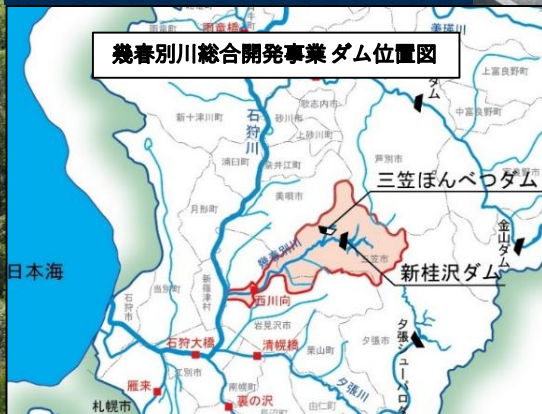 雨竜橋
幾春別川総合開発事業 ダム位置図
美瑛川
ダム
上富良野町
中富良野町
歌志内市
砂川市
上砂川町
新十津川町
石狩川
浦臼町
奈井江町
芦別市
美唄市
三笠ぽんべつダム
月形町
幾春別川
金山ダム
三笠市
新桂沢ダム
日本海
当別町
新篠津村
西川向
石狩市
岩見沢市
夕張市
石狩大橋
清幌橋
栗山町
夕張シューパロ
江別市
雁来
南幌町
夕張川
札幌市
裏の沢
長沼町
由仁町